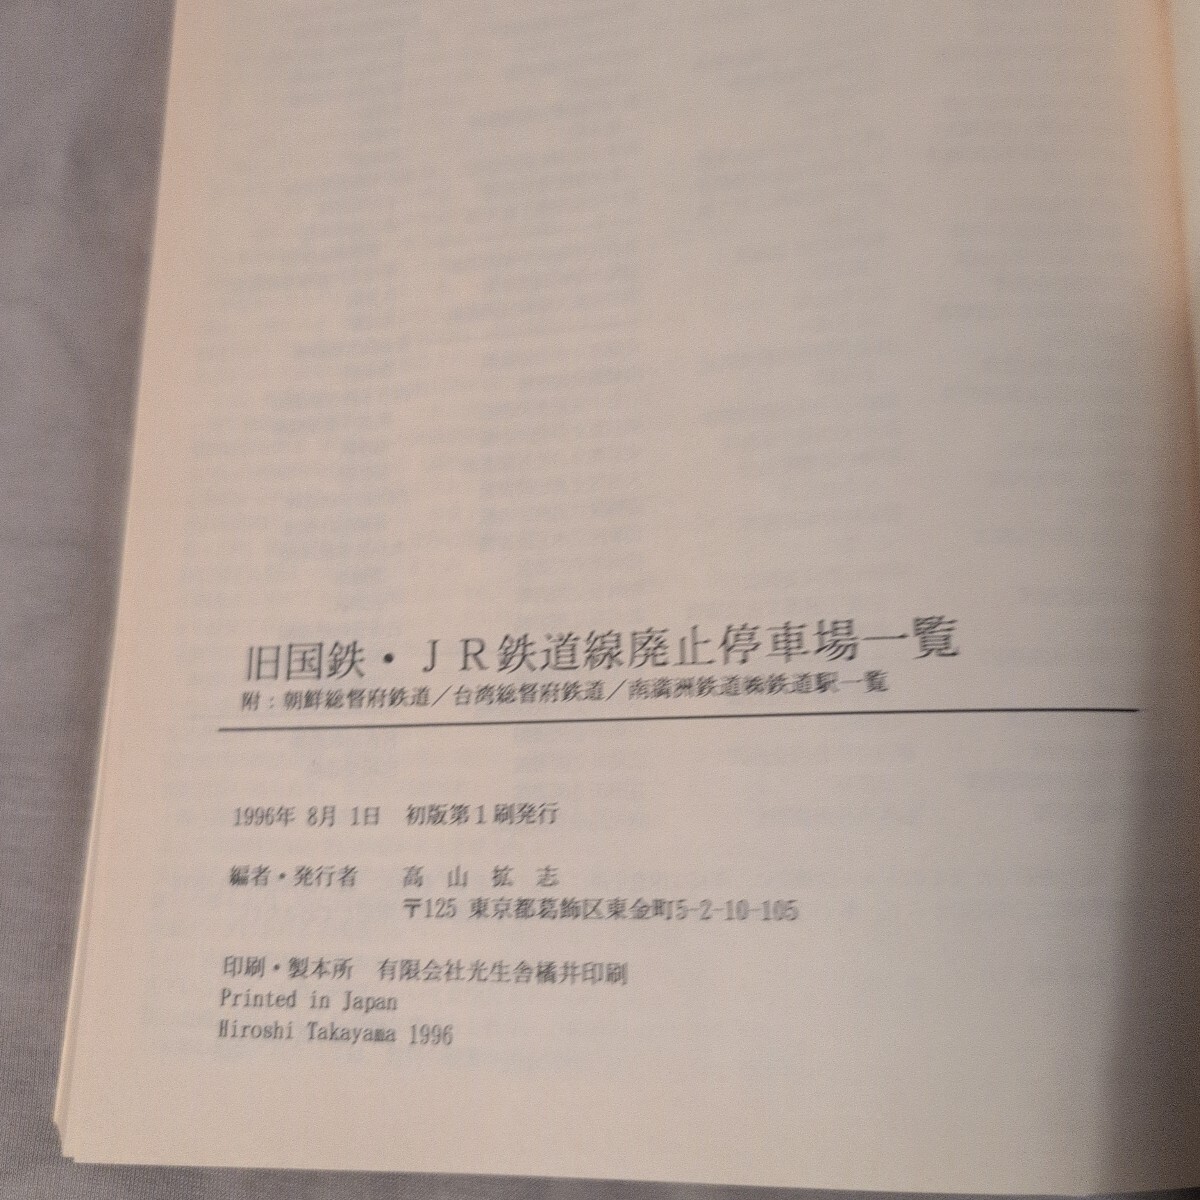 旧国鉄・ＪＲ鉄道線廃止停車場一覧
附：朝鮮総督府鉄道／台湾総督府鉄道／南満洲鉄道㈱鉄道駅一覧
1996年 8月 1日　初版第１刷発行
編者・発行者　高　山　拡　志
〒125 東京都葛飾区東金町5-2-10-105
印刷・製本所　有限会社光生舎橘井印刷
Printed in Japan
Hiroshi Takayama 1996